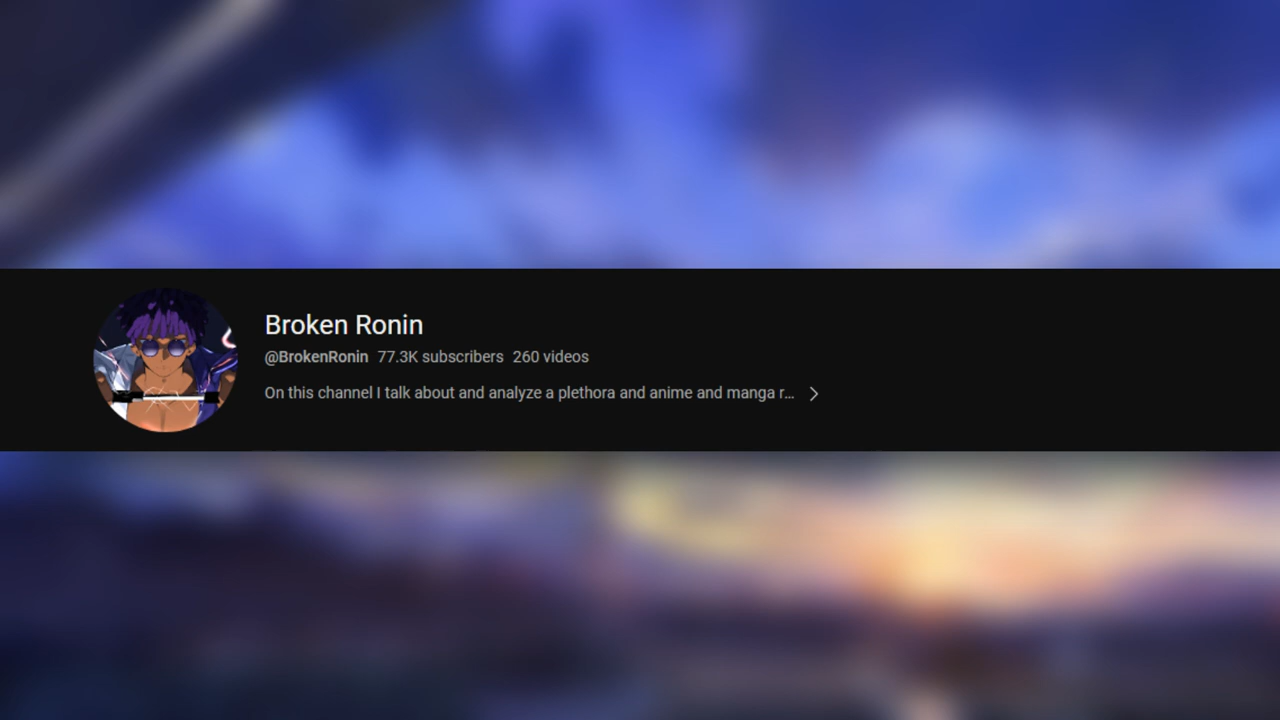 Broken Ronin
@BrokenRonin 77.3K subscribers 260 videos
On this channel I talk about and analyze a plethora and anime and manga r...